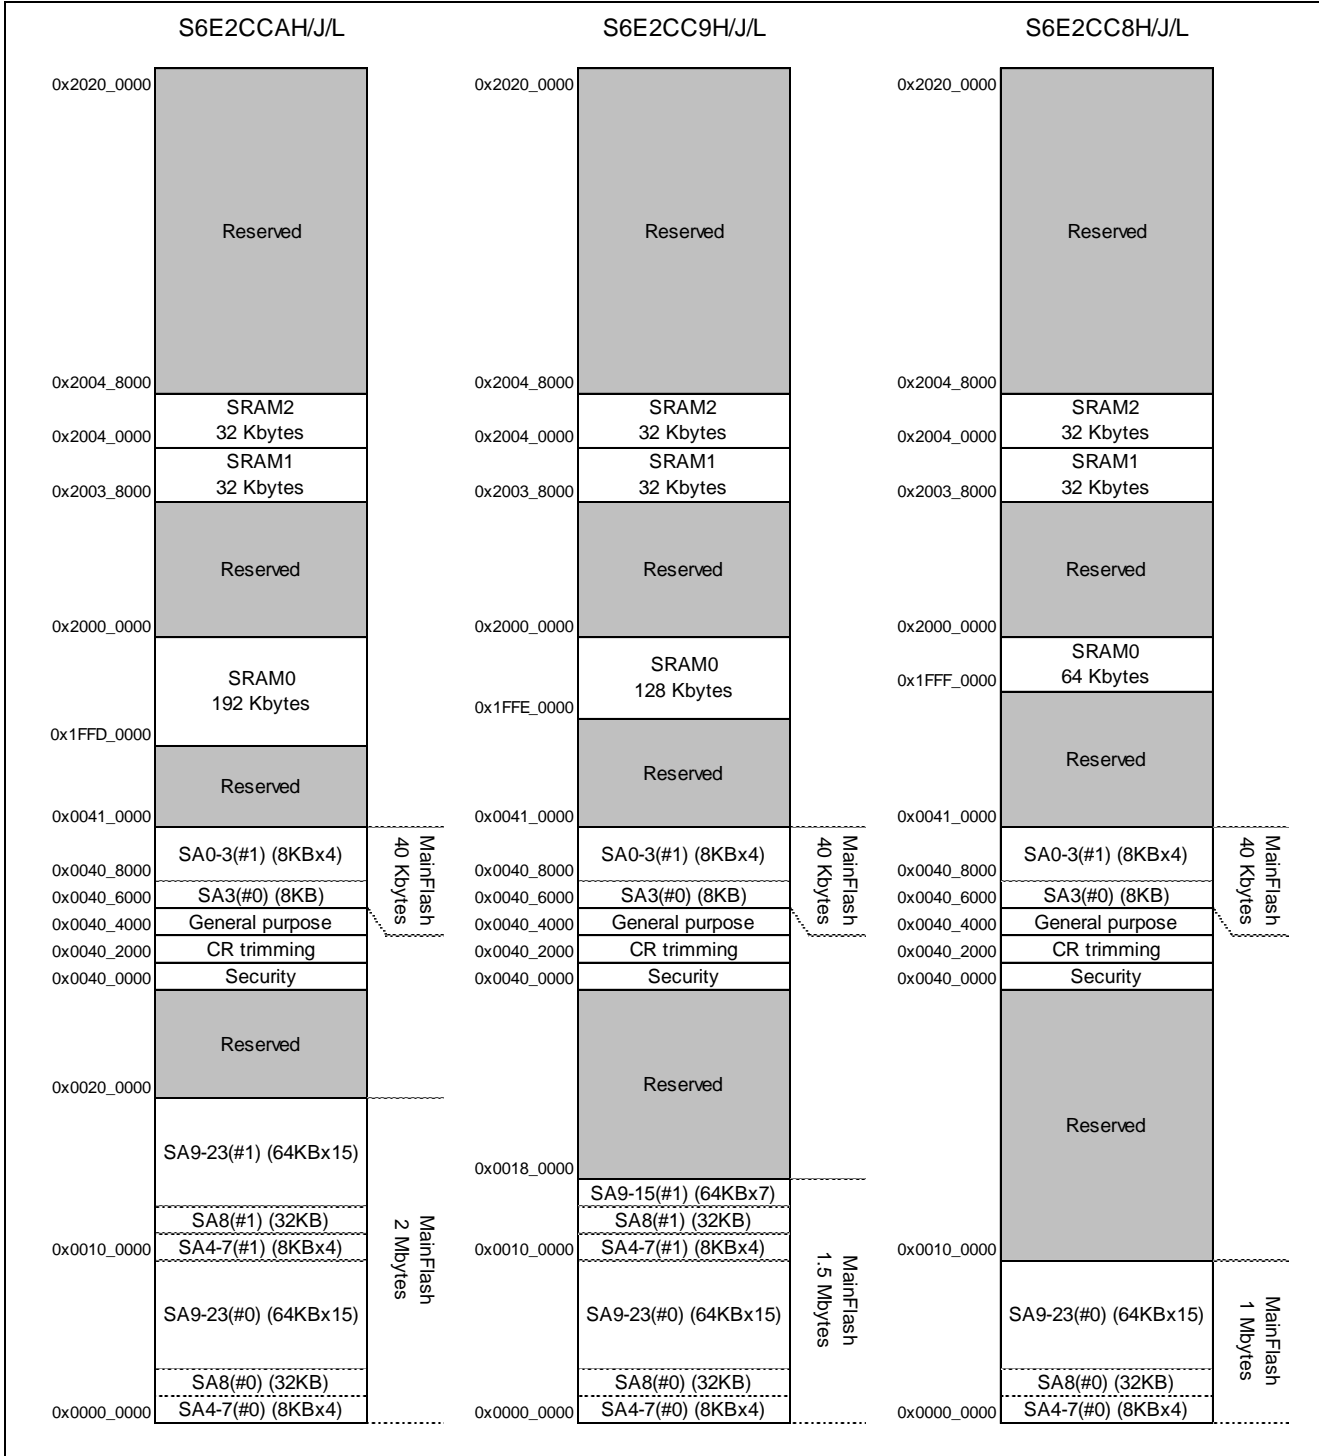 S6E2CCAH/J/L
0x2020_0000
Reserved
0x2004_8000
SRAM2
32 Kbytes
0x2004_0000
SRAM1
32 Kbytes
0x2003_8000
Reserved
0x2000_0000
SRAM0
192 Kbytes
0x1FFD_0000
Reserved
0x0041_0000
SA0-3(#1) (8KBx4)
0x0040_8000
SA3(#0) (8KB)
0x0040_6000
General purpose
0x0040_4000
CR trimming
0x0040_2000
Security
0x0040_0000
MainFlash
40 Kbytes
Reserved
0x0020_0000
SA9-23(#1) (64KBx15)
SA8(#1) (32KB)
SA4-7(#1) (8KBx4)
0x0010_0000
SA9-23(#0) (64KBx15)
SA8(#0) (32KB)
SA4-7(#0) (8KBx4)
0x0000_0000
MainFlash
2 Mbytes
S6E2CC9H/J/L
0x2020_0000
Reserved
0x2004_8000
SRAM2
32 Kbytes
0x2004_0000
SRAM1
32 Kbytes
0x2003_8000
Reserved
0x2000_0000
SRAM0
128 Kbytes
0x1FFE_0000
Reserved
0x0041_0000
SA0-3(#1) (8KBx4)
0x0040_8000
SA3(#0) (8KB)
0x0040_6000
General purpose
0x0040_4000
CR trimming
0x0040_2000
Security
0x0040_0000
MainFlash
40 Kbytes
Reserved
0x0018_0000
SA9-15(#1) (64KBx7)
SA8(#1) (32KB)
SA4-7(#1) (8KBx4)
0x0010_0000
SA9-23(#0) (64KBx15)
SA8(#0) (32KB)
SA4-7(#0) (8KBx4)
0x0000_0000
MainFlash
1.5 Mbytes
S6E2CC8H/J/L
0x2020_0000
Reserved
0x2004_8000
SRAM2
32 Kbytes
0x2004_0000
SRAM1
32 Kbytes
0x2003_8000
Reserved
0x2000_0000
SRAM0
64 Kbytes
0x1FFF_0000
Reserved
0x0041_0000
SA0-3(#1) (8KBx4)
0x0040_8000
SA3(#0) (8KB)
0x0040_6000
General purpose
0x0040_4000
CR trimming
0x0040_2000
Security
0x0040_0000
MainFlash
40 Kbytes
Reserved
0x0010_0000
SA9-23(#0) (64KBx15)
SA8(#0) (32KB)
SA4-7(#0) (8KBx4)
0x0000_0000
MainFlash
1 Mbytes